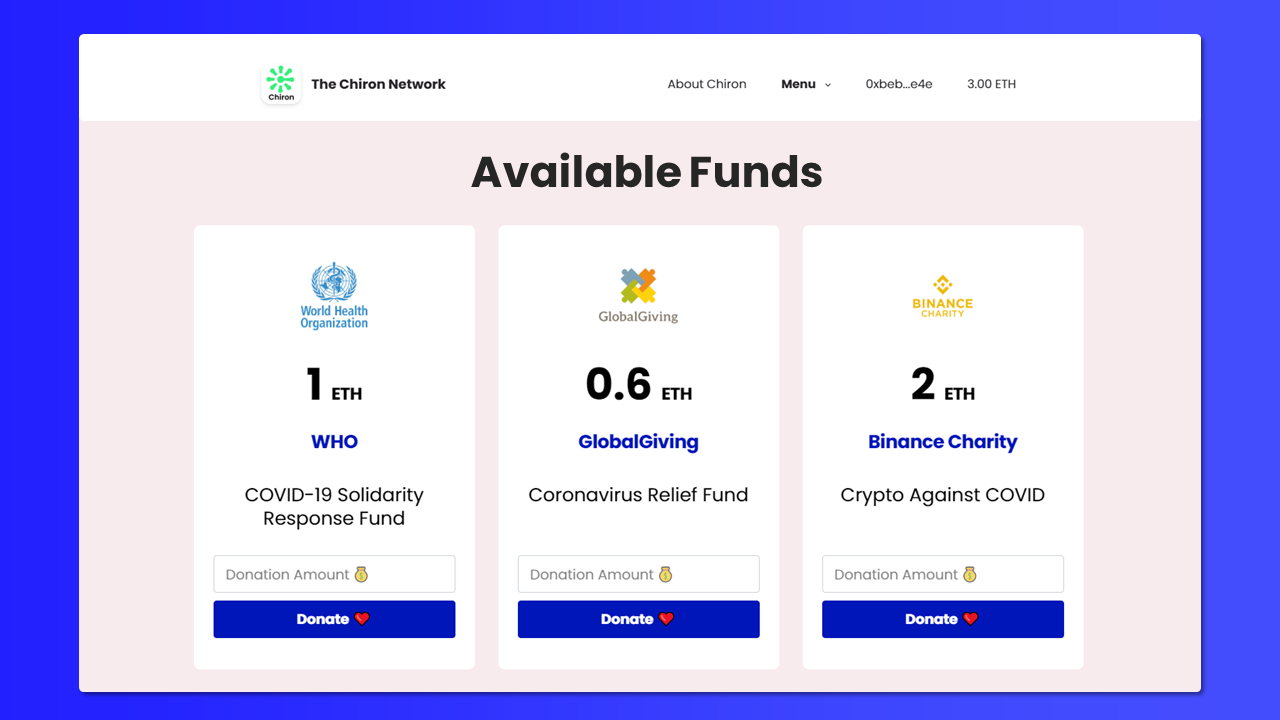 Chiron
The Chiron Network
About Chiron
Menu
0xbeb...e4e
3.00 ETH
Available Funds
World Health
Organization
1 ETH
WHO
COVID-19 Solidarity
Response Fund
Donation Amount 💰
Donate ❤️
GlobalGiving
0.6 ETH
GlobalGiving
Coronavirus Relief Fund
Donation Amount 💰
Donate ❤️
BINANCE
CHARITY
2 ETH
Binance Charity
Crypto Against COVID
Donation Amount 💰
Donate ❤️